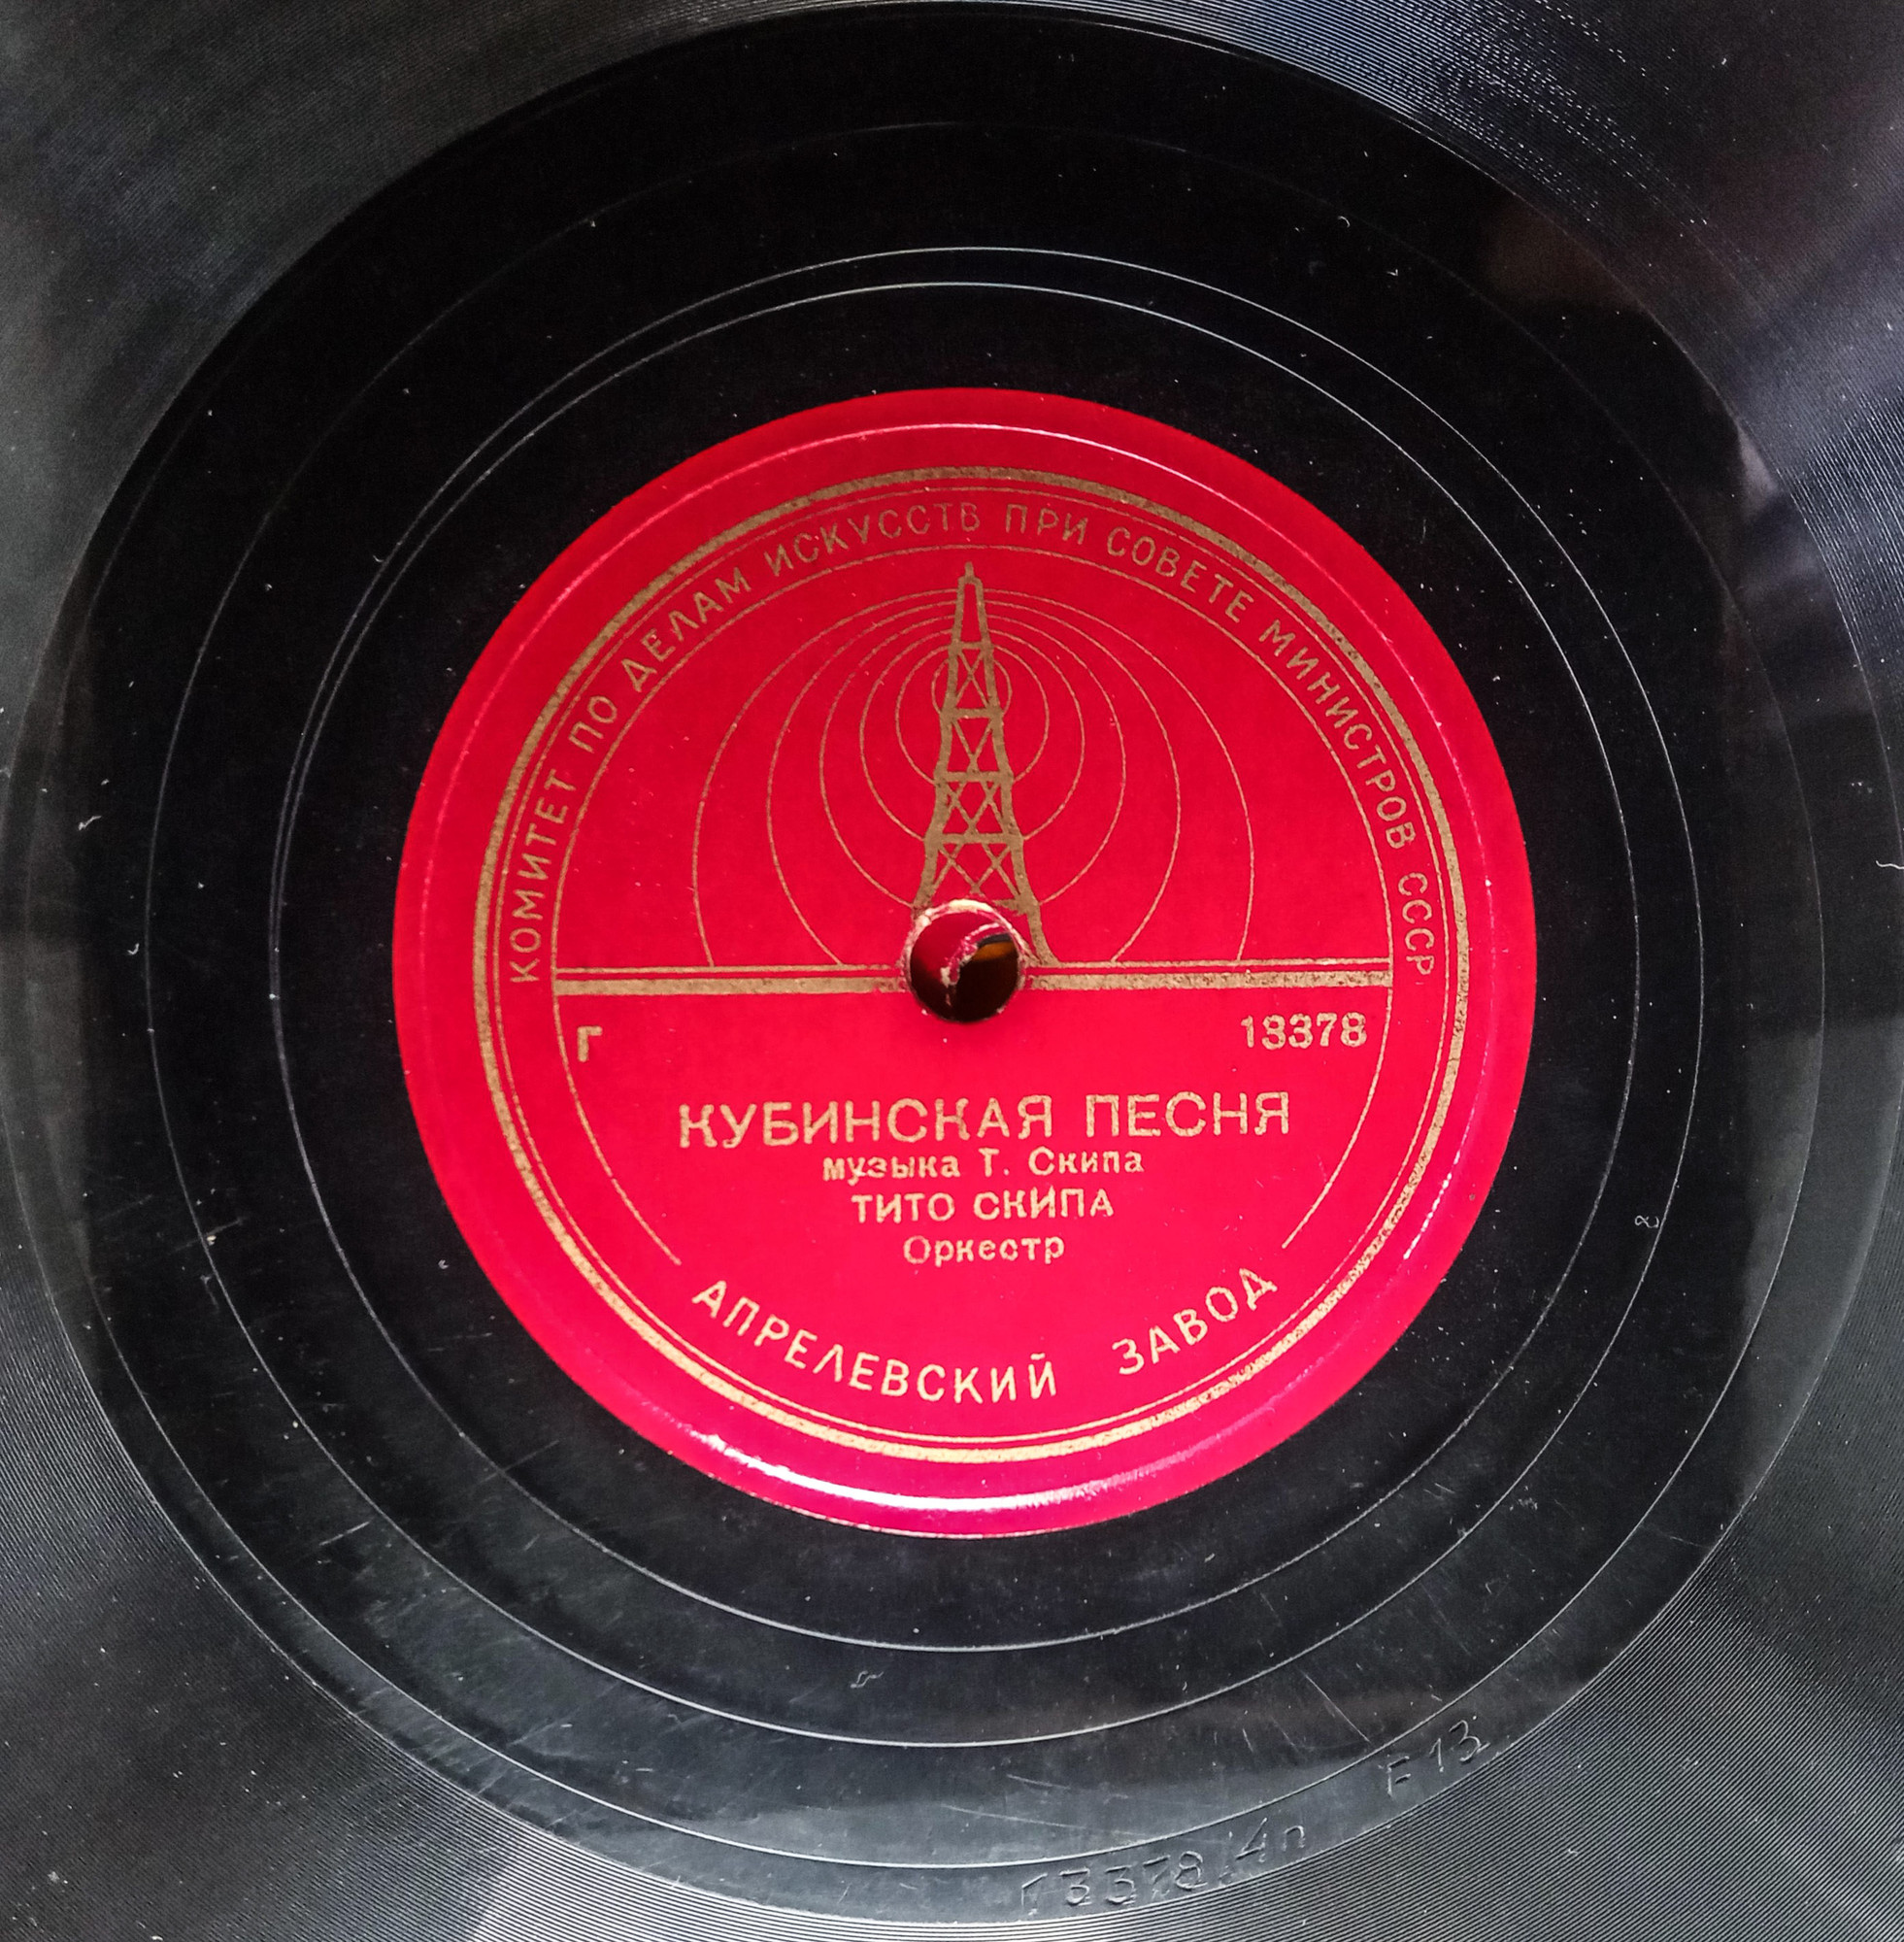 КОМИТЕТ ПО ДЕЛАМ ИСКУССТВ ПРИ СОВЕТЕ МИНИСТРОВ СССР
Г 13378
КУБИНСКАЯ ПЕСНЯ
музыка Т. Скипа
ТИТО СКИПА
Оркестр
АПРЕЛЕВСКИЙ ЗАВОД
13378/4п F13